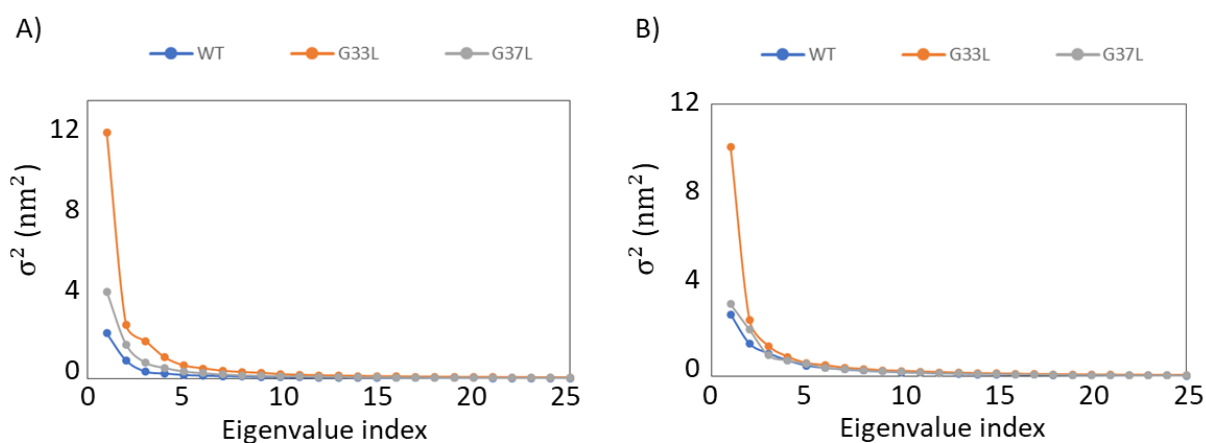 A)
WT G33L G37L
12
8
4
0
σ² (nm²)
0 5 10 15 20 25
Eigenvalue index
B)
WT G33L G37L
12
8
4
0
σ² (nm²)
0 5 10 15 20 25
Eigenvalue index